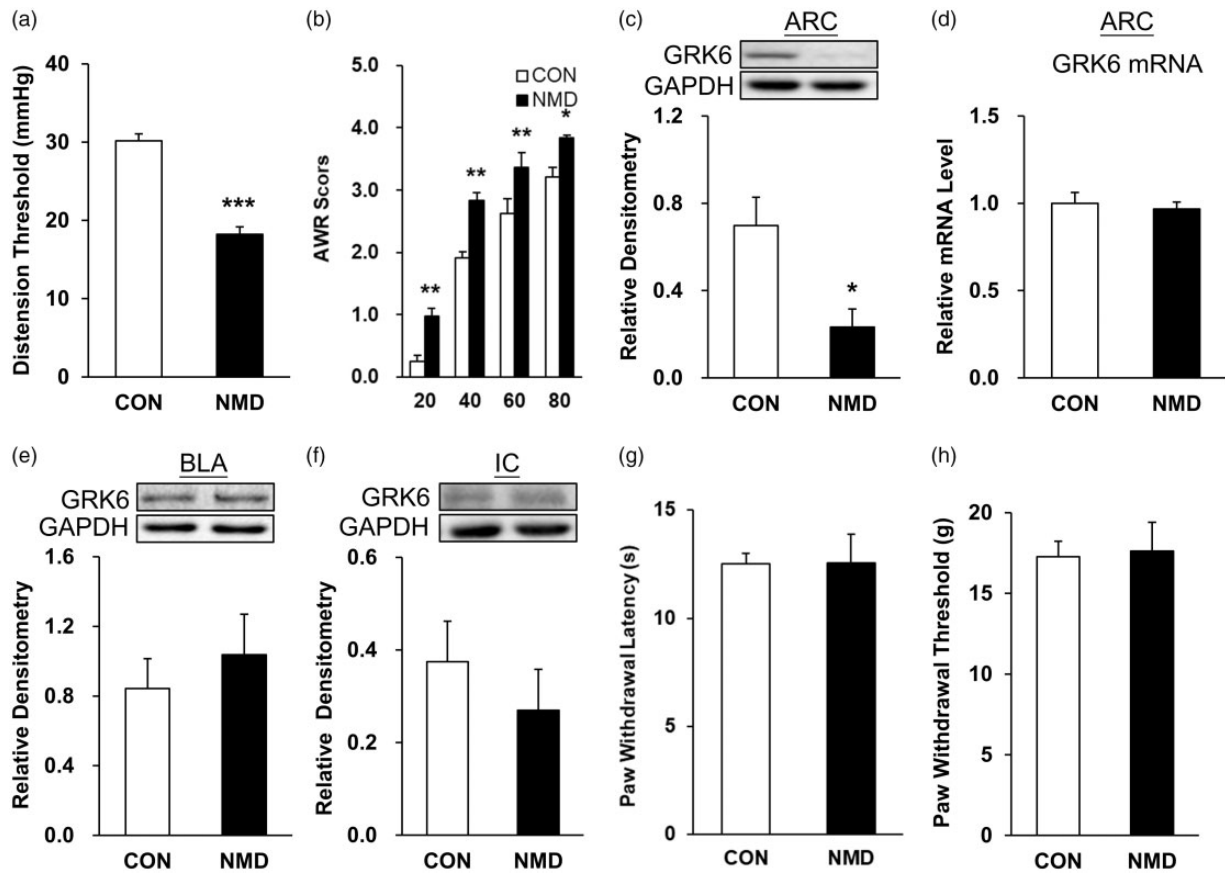 (a)
Distension Threshold (mmHg)
40
30
20
10
0
***
CON NMD
(b)
AWR Scors
5.0
4.0
3.0
2.0
1.0
0.0
CON
NMD
** ** ** *
20 40 60 80
(c)
ARC
GRK6
GAPDH
Relative Densitometry
1.2
0.8
0.4
0.0
*
CON NMD
(d)
ARC
GRK6 mRNA
Relative mRNA Level
1.5
1.0
0.5
0.0
CON NMD
(e)
BLA
GRK6
GAPDH
Relative Densitometry
1.6
1.2
0.8
0.4
0.0
CON NMD
(f)
IC
GRK6
GAPDH
Relative Densitometry
0.6
0.4
0.2
0.0
CON NMD
(g)
Paw Withdrawal Latency (s)
15
10
5
0
CON NMD
(h)
Paw Withdrawal Threshold (g)
20
15
10
5
0
CON NMD